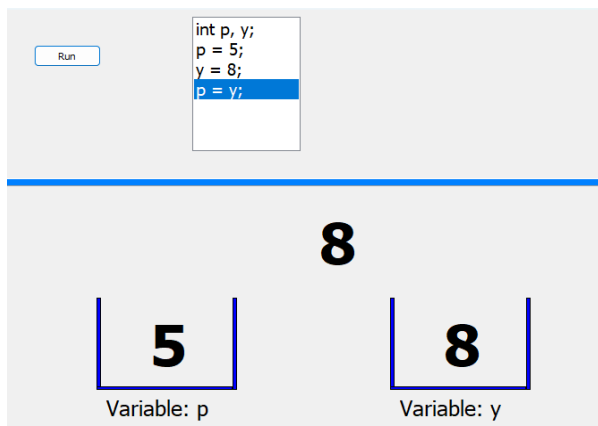 Run
int p, y;
p = 5;
y = 8;
p = y;
8
5
8
Variable: p
Variable: y